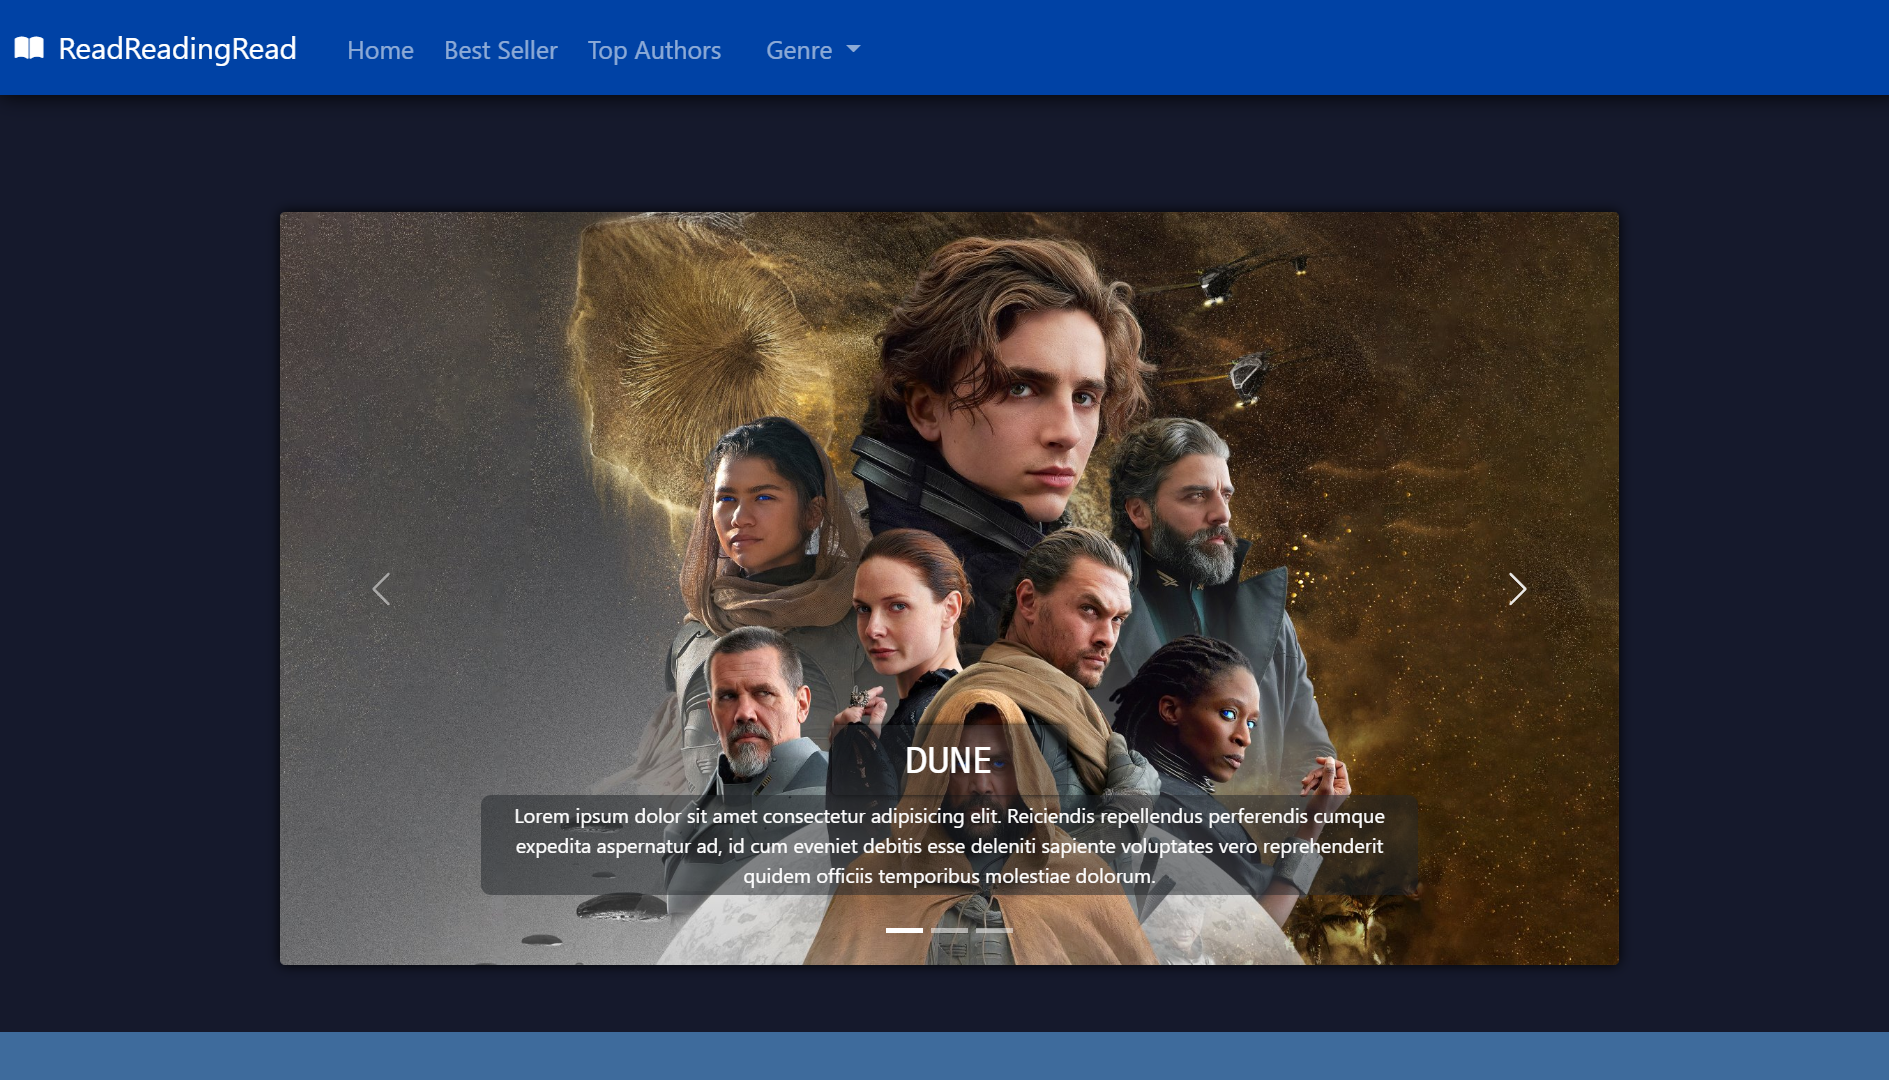 ReadReadingRead
Home
Best Seller
Top Authors
Genre
DUNE
Lorem ipsum dolor sit amet consectetur adipisicing elit. Reiciendis repellendus perferendis cumque
expedita aspernatur ad, id cum eveniet debitis esse deleniti sapiente voluptates vero reprehenderit
quidem officiis temporibus molestiae dolorum.